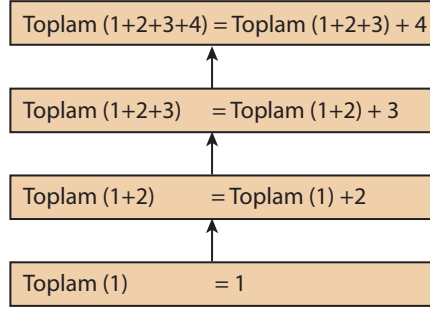 Toplam (1+2+3+4) = Toplam (1+2+3) + 4
Toplam (1+2+3) = Toplam (1+2) + 3
Toplam (1+2) = Toplam (1) +2
Toplam (1) = 1